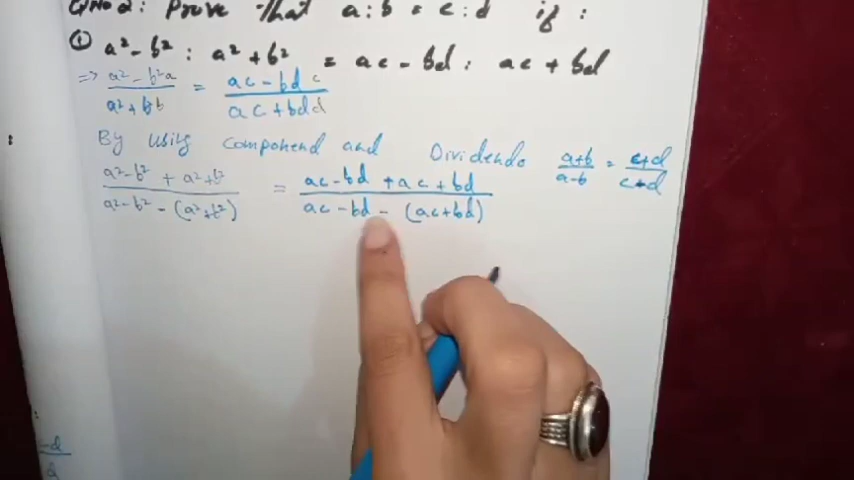 QNo 2: Prove that a:b = c:d if :
① a² - b² : a² + b² = ac - bd : ac + bd
=> a² - b² a / a² + b² b = ac - bd c / ac + bd d
By using Componend and Dividendo a+b / a-b = c+d / c-d
a² - b² + a² + b² / a² - b² - (a² + b²) = ac - bd + ac + bd / ac - bd - (ac + bd)
-d
d